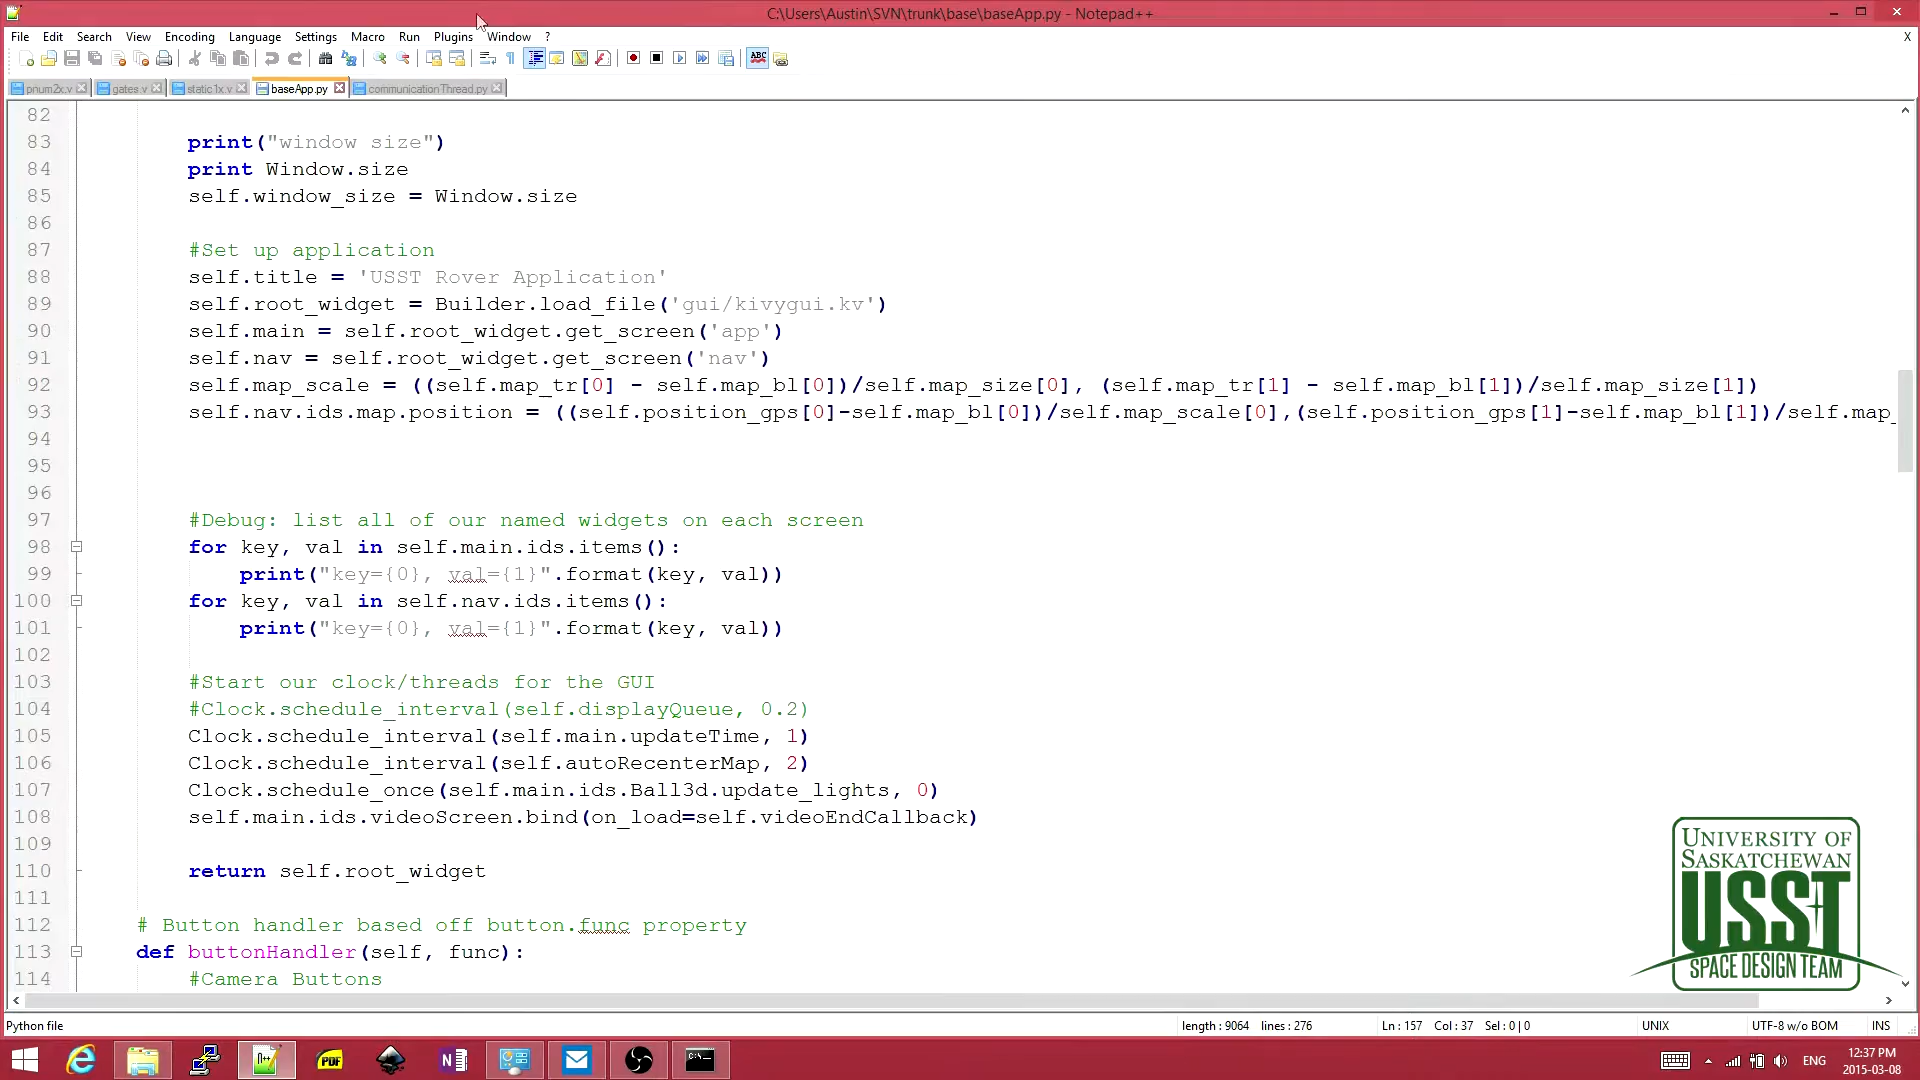 C:\Users\Austin\SVN\trunk\base\baseApp.py - Notepad++
File Edit Search View Encoding Language Settings Macro Run Plugins Window ? X
pnum2x.v gates.v static1x.v baseApp.py communicationThread.py
82
83 print("window size")
84 print Window.size
85 self.window_size = Window.size
86
87 #Set up application
88 self.title = 'USST Rover Application'
89 self.root_widget = Builder.load_file('gui/kivygui.kv')
90 self.main = self.root_widget.get_screen('app')
91 self.nav = self.root_widget.get_screen('nav')
92 self.map_scale = ((self.map_tr[0] - self.map_bl[0])/self.map_size[0], (self.map_tr[1] - self.map_bl[1])/self.map_size[1])
93 self.nav.ids.map.position = ((self.position_gps[0]-self.map_bl[0])/self.map_scale[0],(self.position_gps[1]-self.map_bl[1])/self.map_
94
95
96
97 #Debug: list all of our named widgets on each screen
98 for key, val in self.main.ids.items():
99 print("key={0}, val={1}".format(key, val))
100 for key, val in self.nav.ids.items():
101 print("key={0}, val={1}".format(key, val))
102
103 #Start our clock/threads for the GUI
104 #Clock.schedule_interval(self.displayQueue, 0.2)
105 Clock.schedule_interval(self.main.updateTime, 1)
106 Clock.schedule_interval(self.autoRecenterMap, 2)
107 Clock.schedule_once(self.main.ids.Ball3d.update_lights, 0)
108 self.main.ids.videoScreen.bind(on_load=self.videoEndCallback)
109
110 return self.root_widget
111
112 # Button handler based off button.func property
113 def buttonHandler(self, func):
114 #Camera Buttons
UNIVERSITY OF
SASKATCHEWAN
USST
SPACE DESIGN TEAM
Python file length : 9064 lines : 276 Ln : 157 Col : 37 Sel : 0 | 0 UNIX UTF-8 w/o BOM INS
PDF
ENG
12:37 PM
2015-03-08